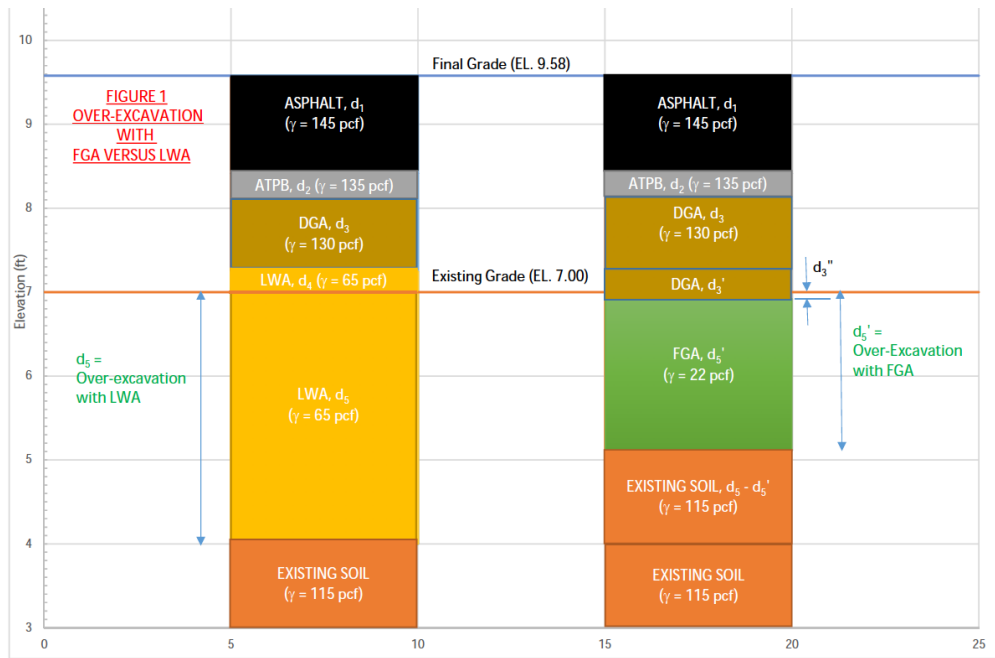 10
9
8
7
6
5
4
3
Elevation (ft)
0
5
10
15
20
25
FIGURE 1
OVER-EXCAVATION
WITH
FGA VERSUS LWA
Final Grade (EL. 9.58)
Existing Grade (EL. 7.00)
ASPHALT, d₁
(γ = 145 pcf)
ATPB, d₂ (γ = 135 pcf)
DGA, d₃
(γ = 130 pcf)
LWA, d₄ (γ = 65 pcf)
LWA, d₅
(γ = 65 pcf)
EXISTING SOIL
(γ = 115 pcf)
d₅ =
Over-excavation
with LWA
ASPHALT, d₁
(γ = 145 pcf)
ATPB, d₂ (γ = 135 pcf)
DGA, d₃
(γ = 130 pcf)
DGA, d₃'
FGA, d₅'
(γ = 22 pcf)
EXISTING SOIL, d₅ - d₅'
(γ = 115 pcf)
EXISTING SOIL
(γ = 115 pcf)
d₃"
d₅' =
Over-Excavation
with FGA